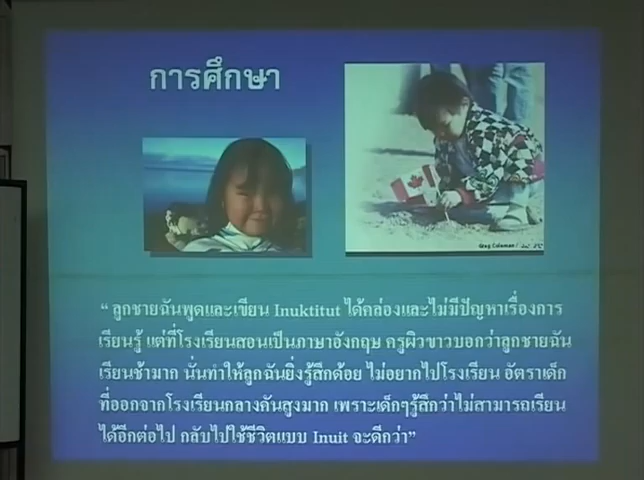 การศึกษา
Greg Coleman /
“ ลูกชายฉันพูดและเขียน Inuktitut ได้คล่องและไม่มีปัญหาเรื่องการ
เรียนรู้ แต่ที่โรงเรียนสอนเป็นภาษาอังกฤษ ครูผิวขาวบอกว่าลูกชายฉัน
เรียนช้ามาก นั่นทำให้ลูกฉันยิ่งรู้สึกด้อย ไม่อยากไปโรงเรียน อัตราเด็ก
ที่ออกจากโรงเรียนกลางคันสูงมาก เพราะเด็กๆรู้สึกว่าไม่สามารถเรียน
ได้อีกต่อไป กลับไปใช้ชีวิตแบบ Inuit จะดีกว่า”